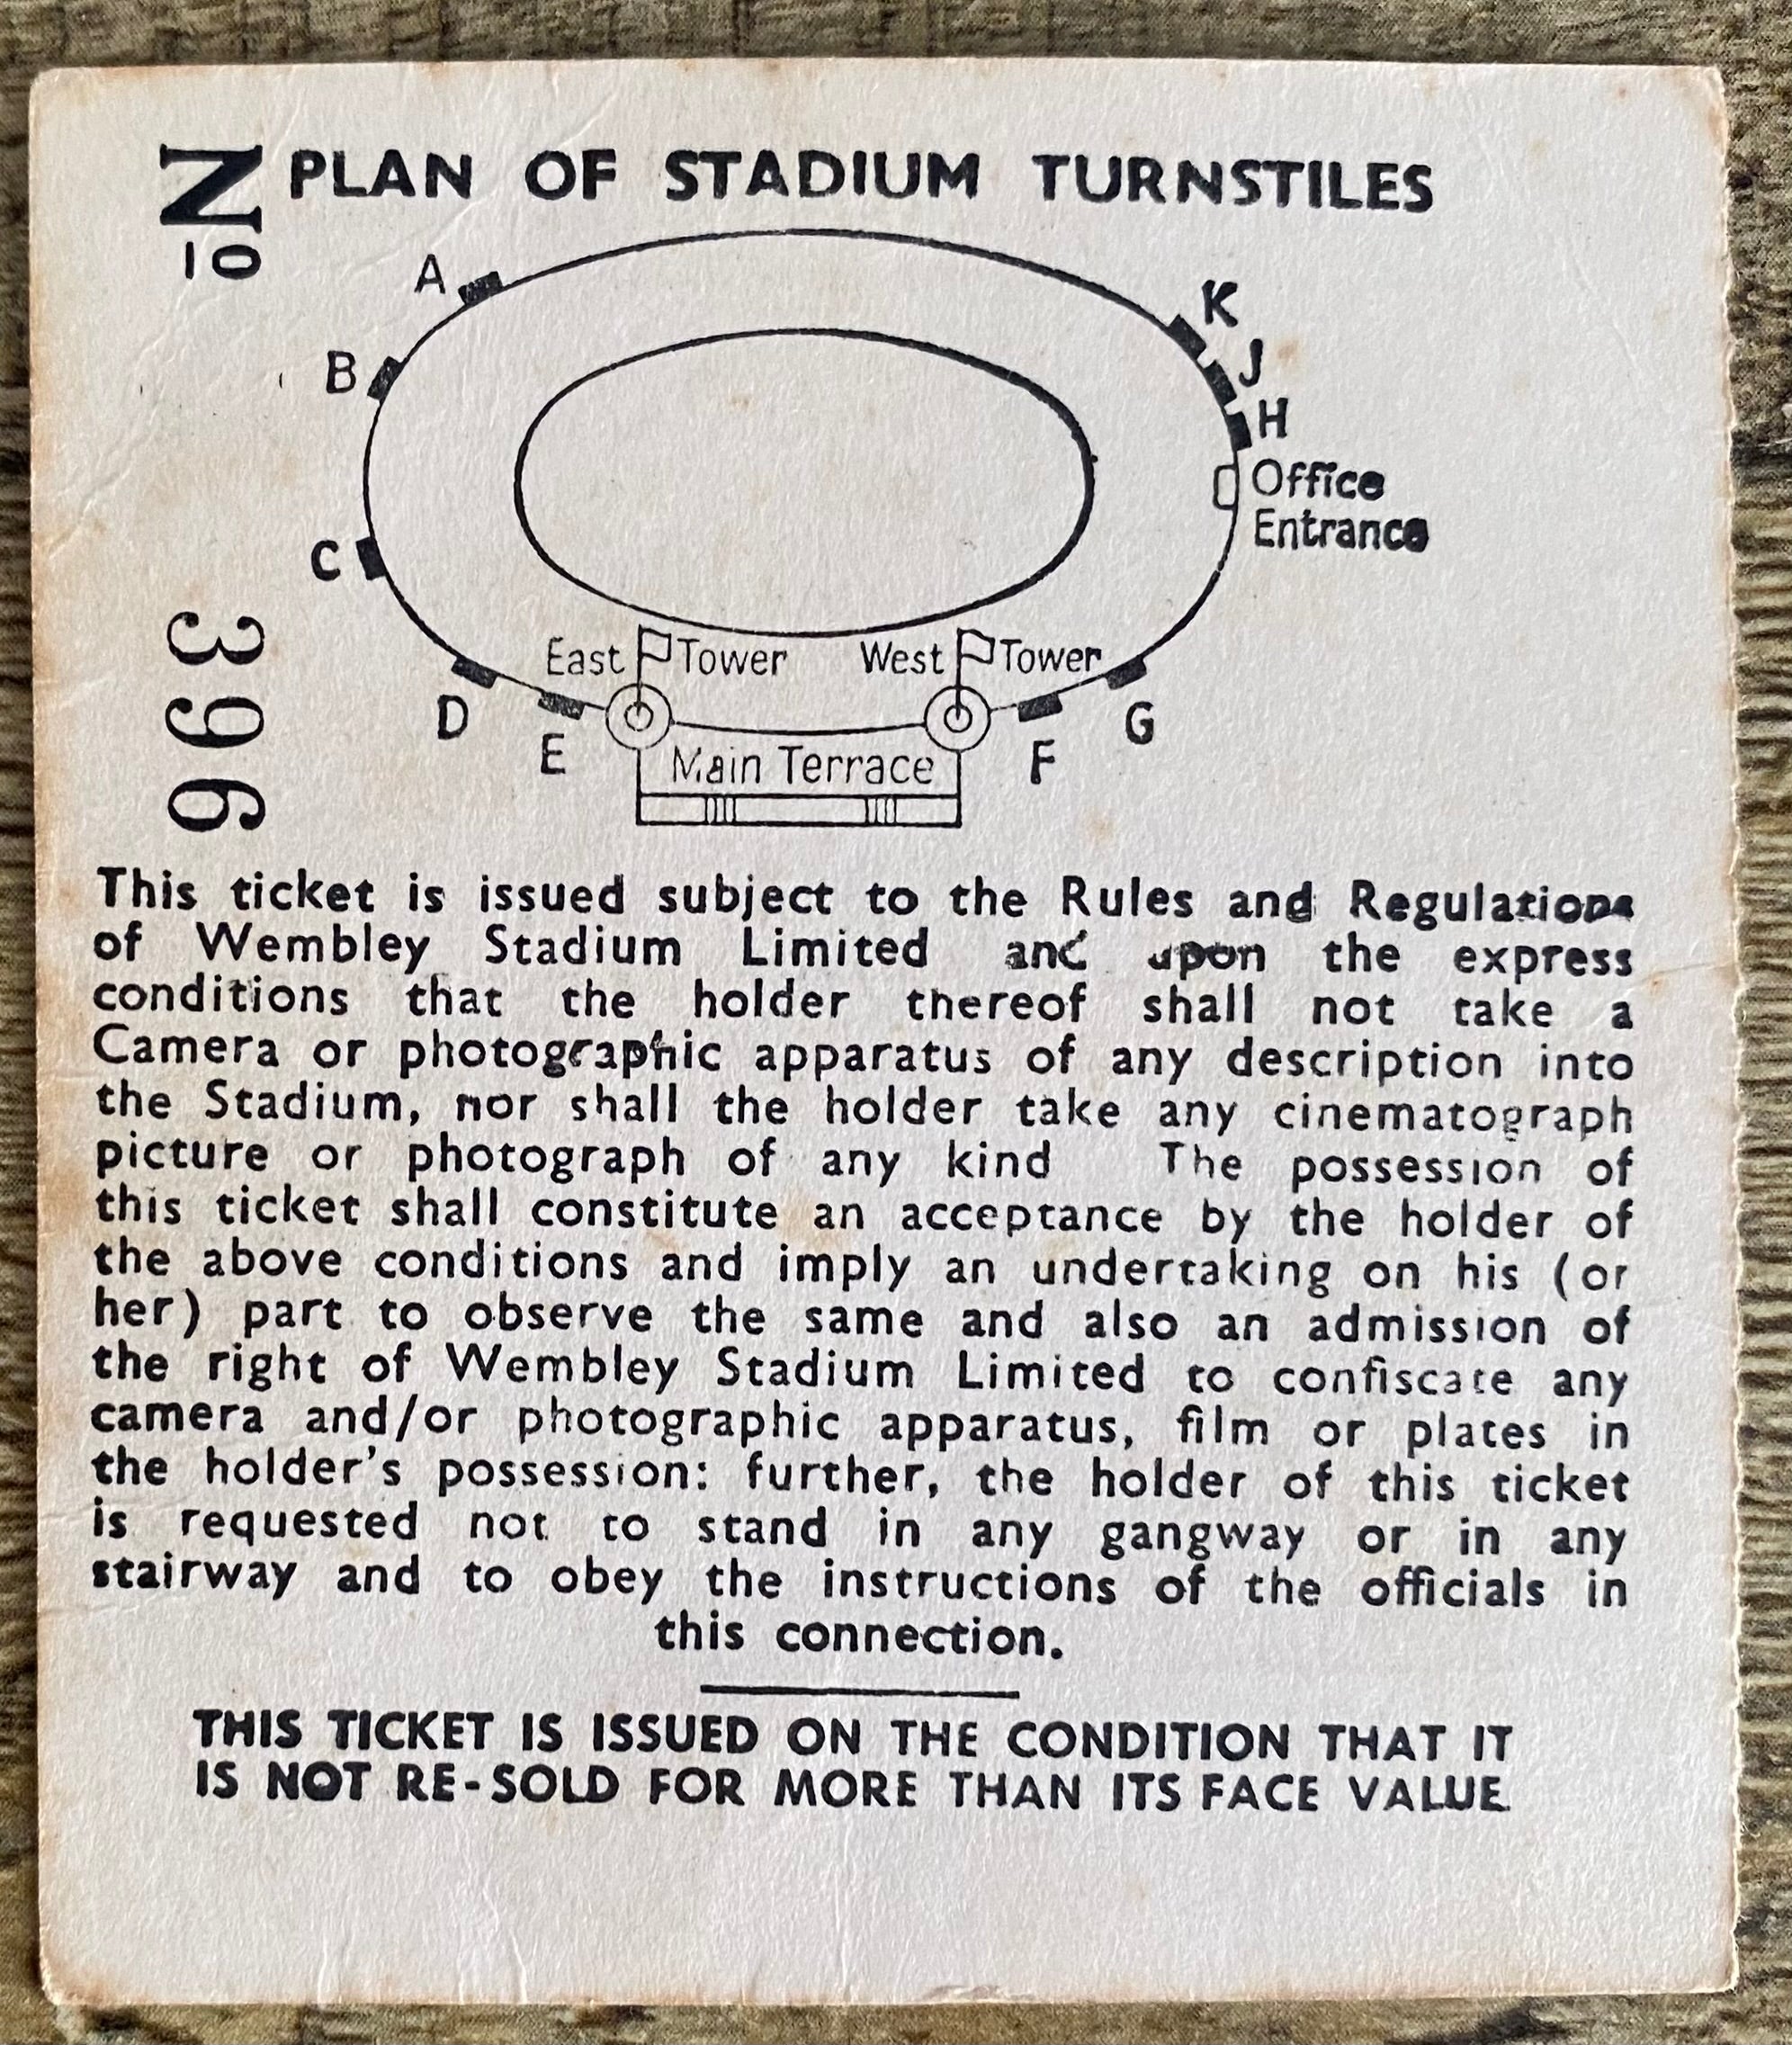 No 396
PLAN OF STADIUM TURNSTILES
A
K
B
J
H
Office
Entrance
C
East Tower West Tower
D
E
Main Terrace
F
G
This ticket is issued subject to the Rules and Regulations
of Wembley Stadium Limited and upon the express
conditions that the holder thereof shall not take a
Camera or photographic apparatus of any description into
the Stadium, nor shall the holder take any cinematograph
picture or photograph of any kind The possession of
this ticket shall constitute an acceptance by the holder of
the above conditions and imply an undertaking on his (or
her) part to observe the same and also an admission of
the right of Wembley Stadium Limited to confiscate any
camera and/or photographic apparatus, film or plates in
the holder's possession: further, the holder of this ticket
is requested not to stand in any gangway or in any
stairway and to obey the instructions of the officials in
this connection.
THIS TICKET IS ISSUED ON THE CONDITION THAT IT
IS NOT RE-SOLD FOR MORE THAN ITS FACE VALUE